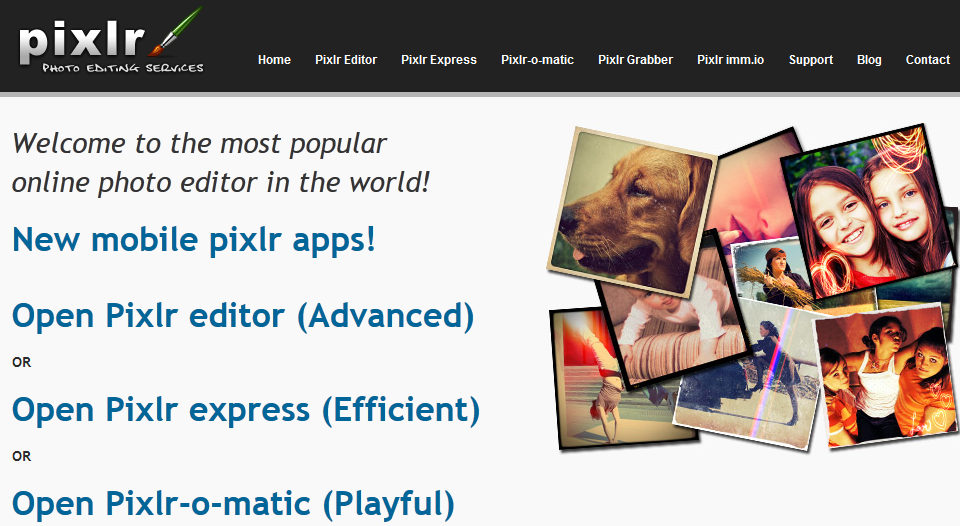 pixlr
PHOTO EDITING SERVICES
Home Pixlr Editor Pixlr Express Pixlr-o-matic Pixlr Grabber Pixlr imm.io Support Blog Contact
Welcome to the most popular
online photo editor in the world!
New mobile pixlr apps!
Open Pixlr editor (Advanced)
OR
Open Pixlr express (Efficient)
OR
Open Pixlr-o-matic (Playful)